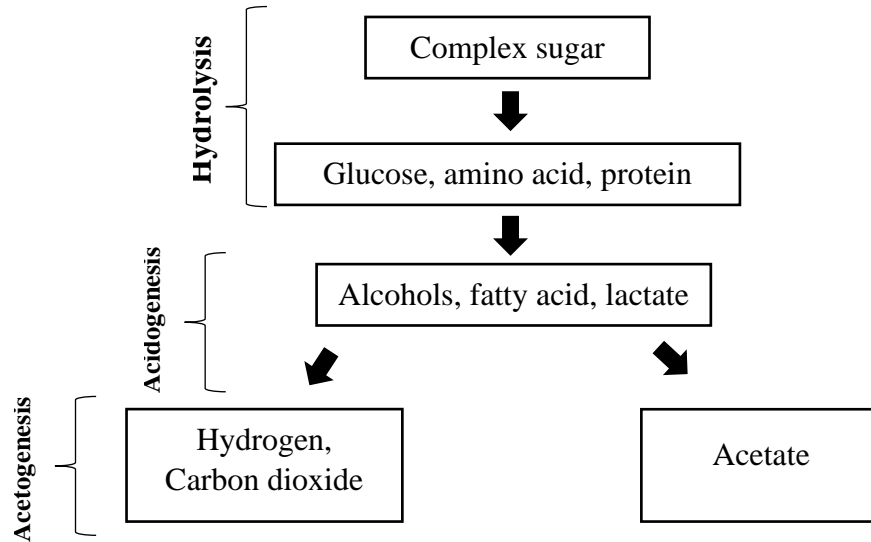 Hydrolysis
Complex sugar
Glucose, amino acid, protein
Acidogenesis
Alcohols, fatty acid, lactate
Acetogenesis
Hydrogen,
Carbon dioxide
Acetate